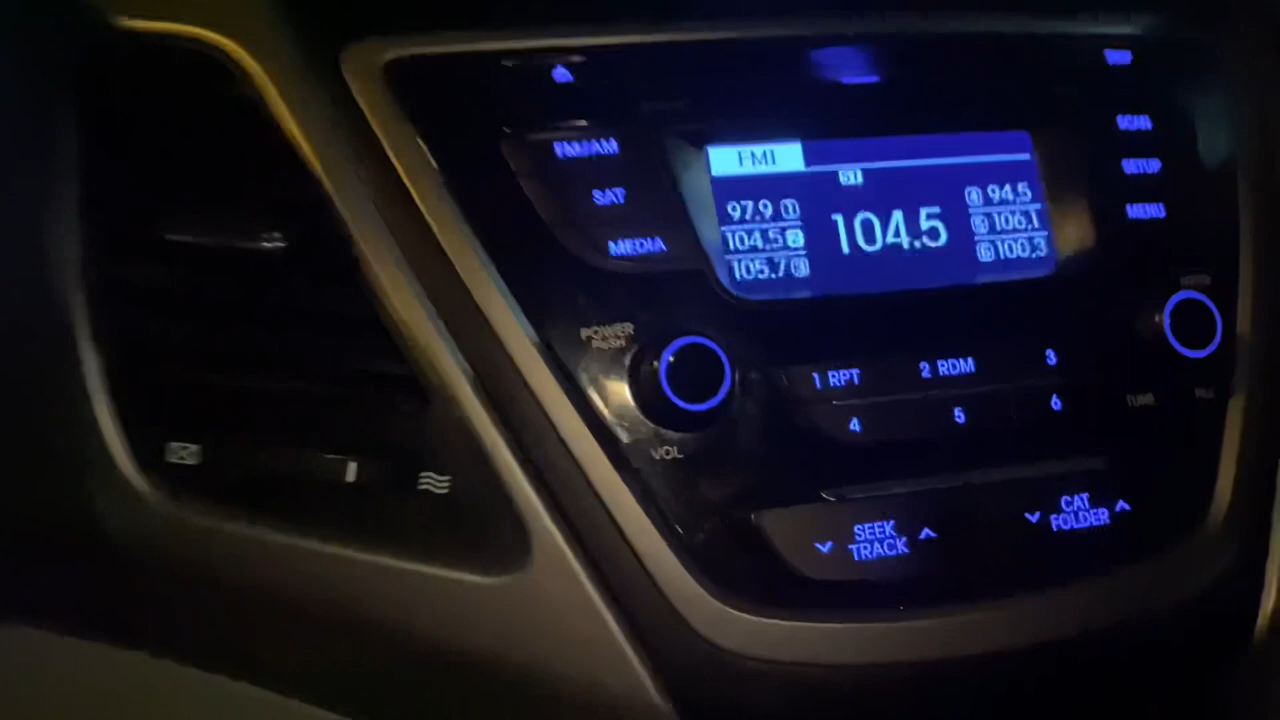 FM/AM
SAT
MEDIA
FM1
ST
97.9 1
104.5 2
105.7 3
104.5
4 94.5
5 106.1
6 100.3
SCAN
SETUP
MENU
POWER
PUSH
VOL
1 RPT
2 RDM
3
4
5
6
TUNE
SEEK
TRACK
CAT
FOLDER